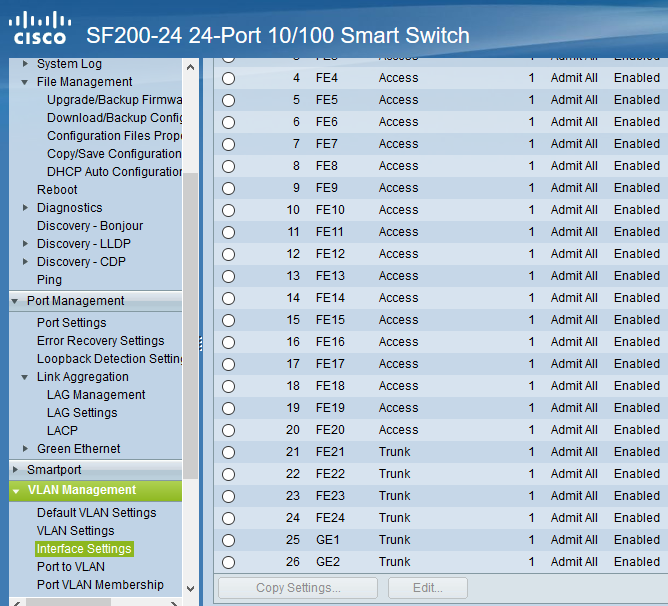 CISCO SF200-24 24-Port 10/100 Smart Switch
System Log
File Management
Upgrade/Backup Firmwa
Download/Backup Config
Configuration Files Prope
Copy/Save Configuration
DHCP Auto Configuration
Reboot
Diagnostics
Discovery - Bonjour
Discovery - LLDP
Discovery - CDP
Ping
Port Management
Port Settings
Error Recovery Settings
Loopback Detection Setting
Link Aggregation
LAG Management
LAG Settings
LACP
Green Ethernet
Smartport
VLAN Management
Default VLAN Settings
VLAN Settings
Interface Settings
Port to VLAN
Port VLAN Membership
3 FE3 Access 1 Admit All Enabled
4 FE4 Access 1 Admit All Enabled
5 FE5 Access 1 Admit All Enabled
6 FE6 Access 1 Admit All Enabled
7 FE7 Access 1 Admit All Enabled
8 FE8 Access 1 Admit All Enabled
9 FE9 Access 1 Admit All Enabled
10 FE10 Access 1 Admit All Enabled
11 FE11 Access 1 Admit All Enabled
12 FE12 Access 1 Admit All Enabled
13 FE13 Access 1 Admit All Enabled
14 FE14 Access 1 Admit All Enabled
15 FE15 Access 1 Admit All Enabled
16 FE16 Access 1 Admit All Enabled
17 FE17 Access 1 Admit All Enabled
18 FE18 Access 1 Admit All Enabled
19 FE19 Access 1 Admit All Enabled
20 FE20 Access 1 Admit All Enabled
21 FE21 Trunk 1 Admit All Enabled
22 FE22 Trunk 1 Admit All Enabled
23 FE23 Trunk 1 Admit All Enabled
24 FE24 Trunk 1 Admit All Enabled
25 GE1 Trunk 1 Admit All Enabled
26 GE2 Trunk 1 Admit All Enabled
Copy Settings... Edit...